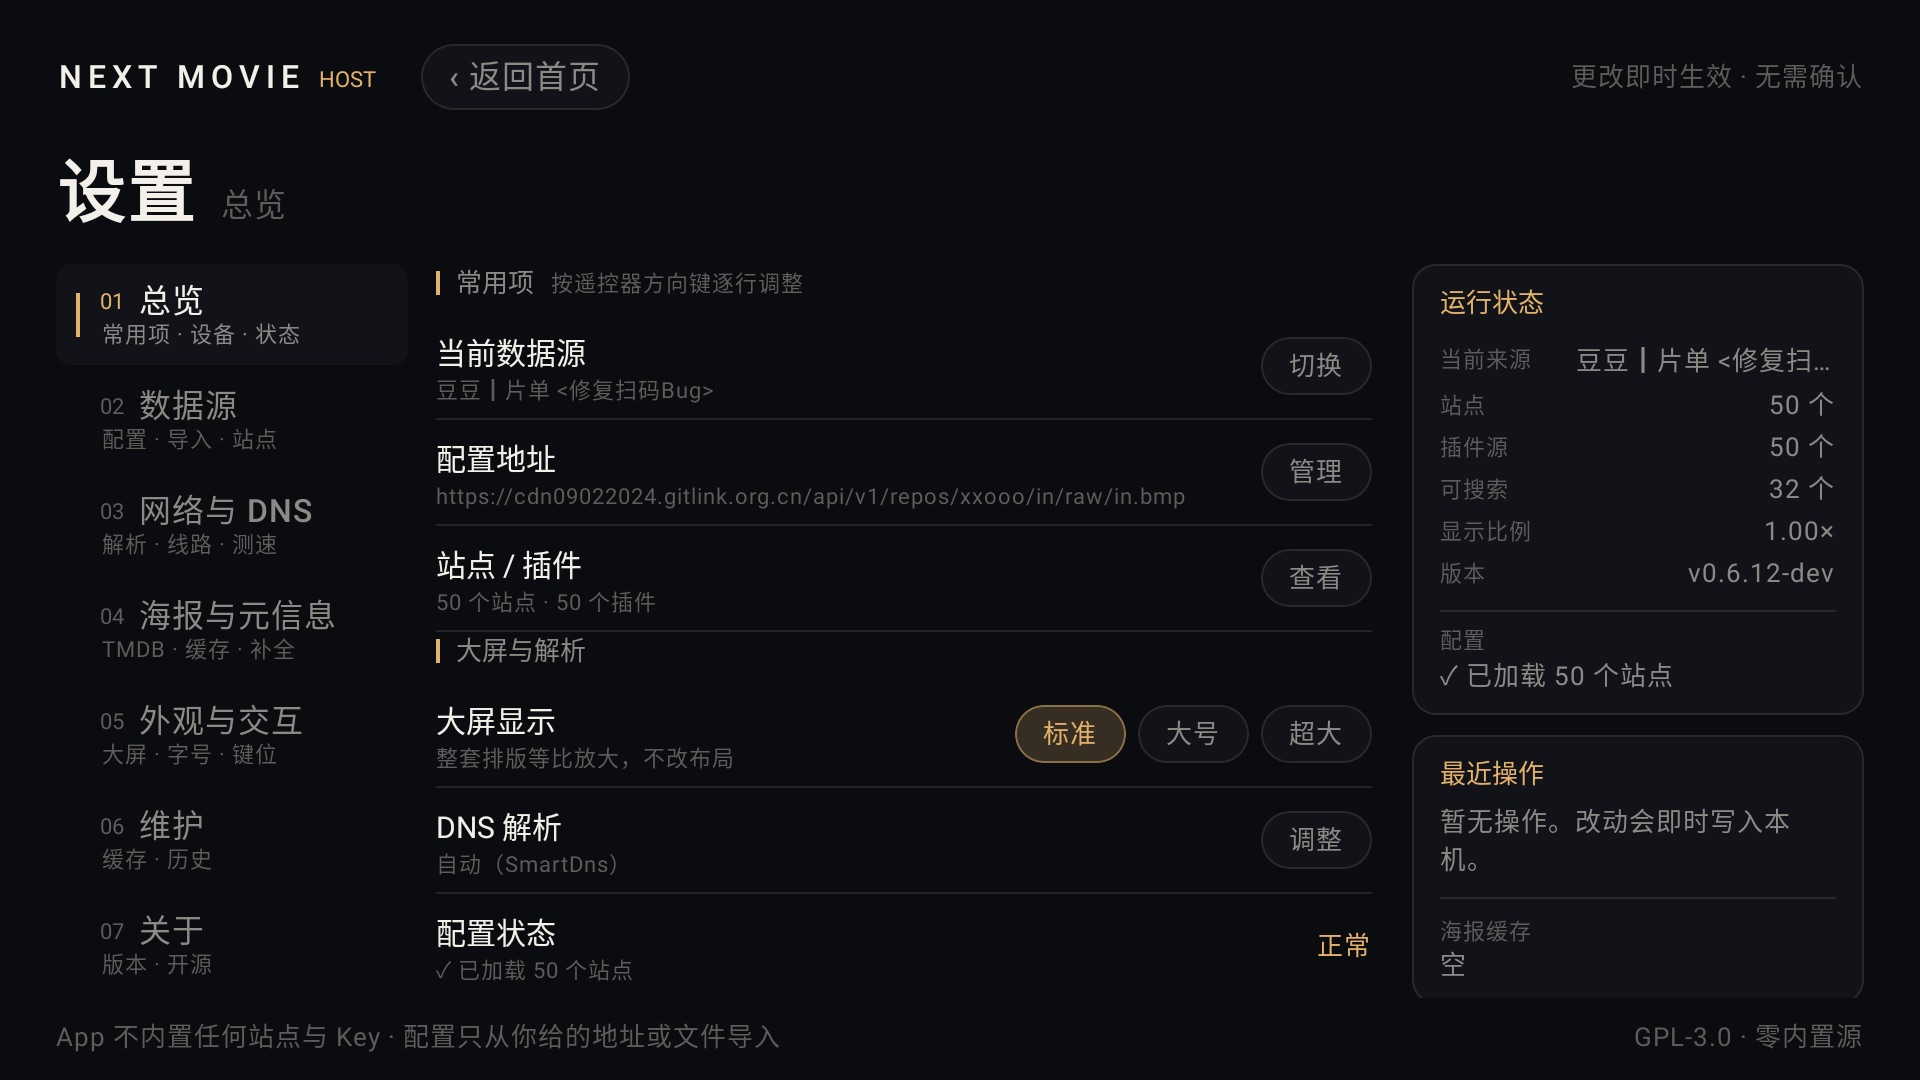 NEXT MOVIE HOST
‹ 返回首页
更改即时生效 · 无需确认
设置 总览
01 总览
常用项 · 设备 · 状态
02 数据源
配置 · 导入 · 站点
03 网络与 DNS
解析 · 线路 · 测速
04 海报与元信息
TMDB · 缓存 · 补全
05 外观与交互
大屏 · 字号 · 键位
06 维护
缓存 · 历史
07 关于
版本 · 开源
常用项 按遥控器方向键逐行调整
当前数据源
豆豆┃片单 <修复扫码Bug>
切换
配置地址
https://cdn09022024.gitlink.org.cn/api/v1/repos/xxooo/in/raw/in.bmp
管理
站点 / 插件
50 个站点 · 50 个插件
查看
大屏与解析
大屏显示
整套排版等比放大，不改布局
标准 大号 超大
DNS 解析
自动（SmartDns）
调整
配置状态
✓ 已加载 50 个站点
正常
运行状态
当前来源 豆豆┃片单 <修复扫…
站点 50 个
插件源 50 个
可搜索 32 个
显示比例 1.00×
版本 v0.6.12-dev
配置
✓ 已加载 50 个站点
最近操作
暂无操作。改动会即时写入本
机。
海报缓存
空
App 不内置任何站点与 Key · 配置只从你给的地址或文件导入
GPL-3.0 · 零内置源